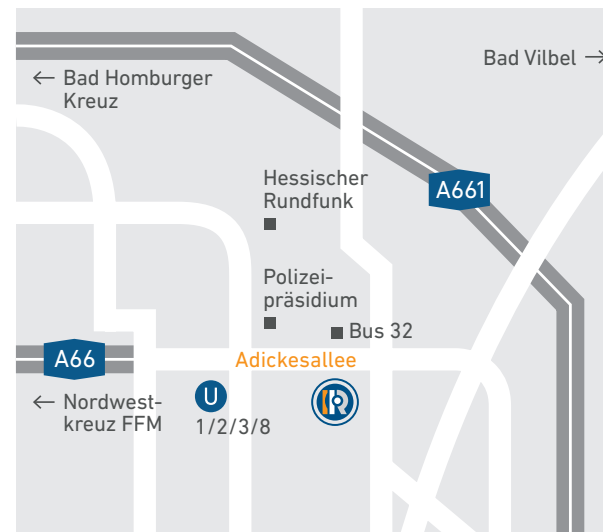 Bad Vilbel →
← Bad Homburger
Kreuz
Hessischer
Rundfunk
A661
Polizei-
präsidium
Bus 32
A66
Adickesallee
← Nordwest-
kreuz FFM
U
1/2/3/8